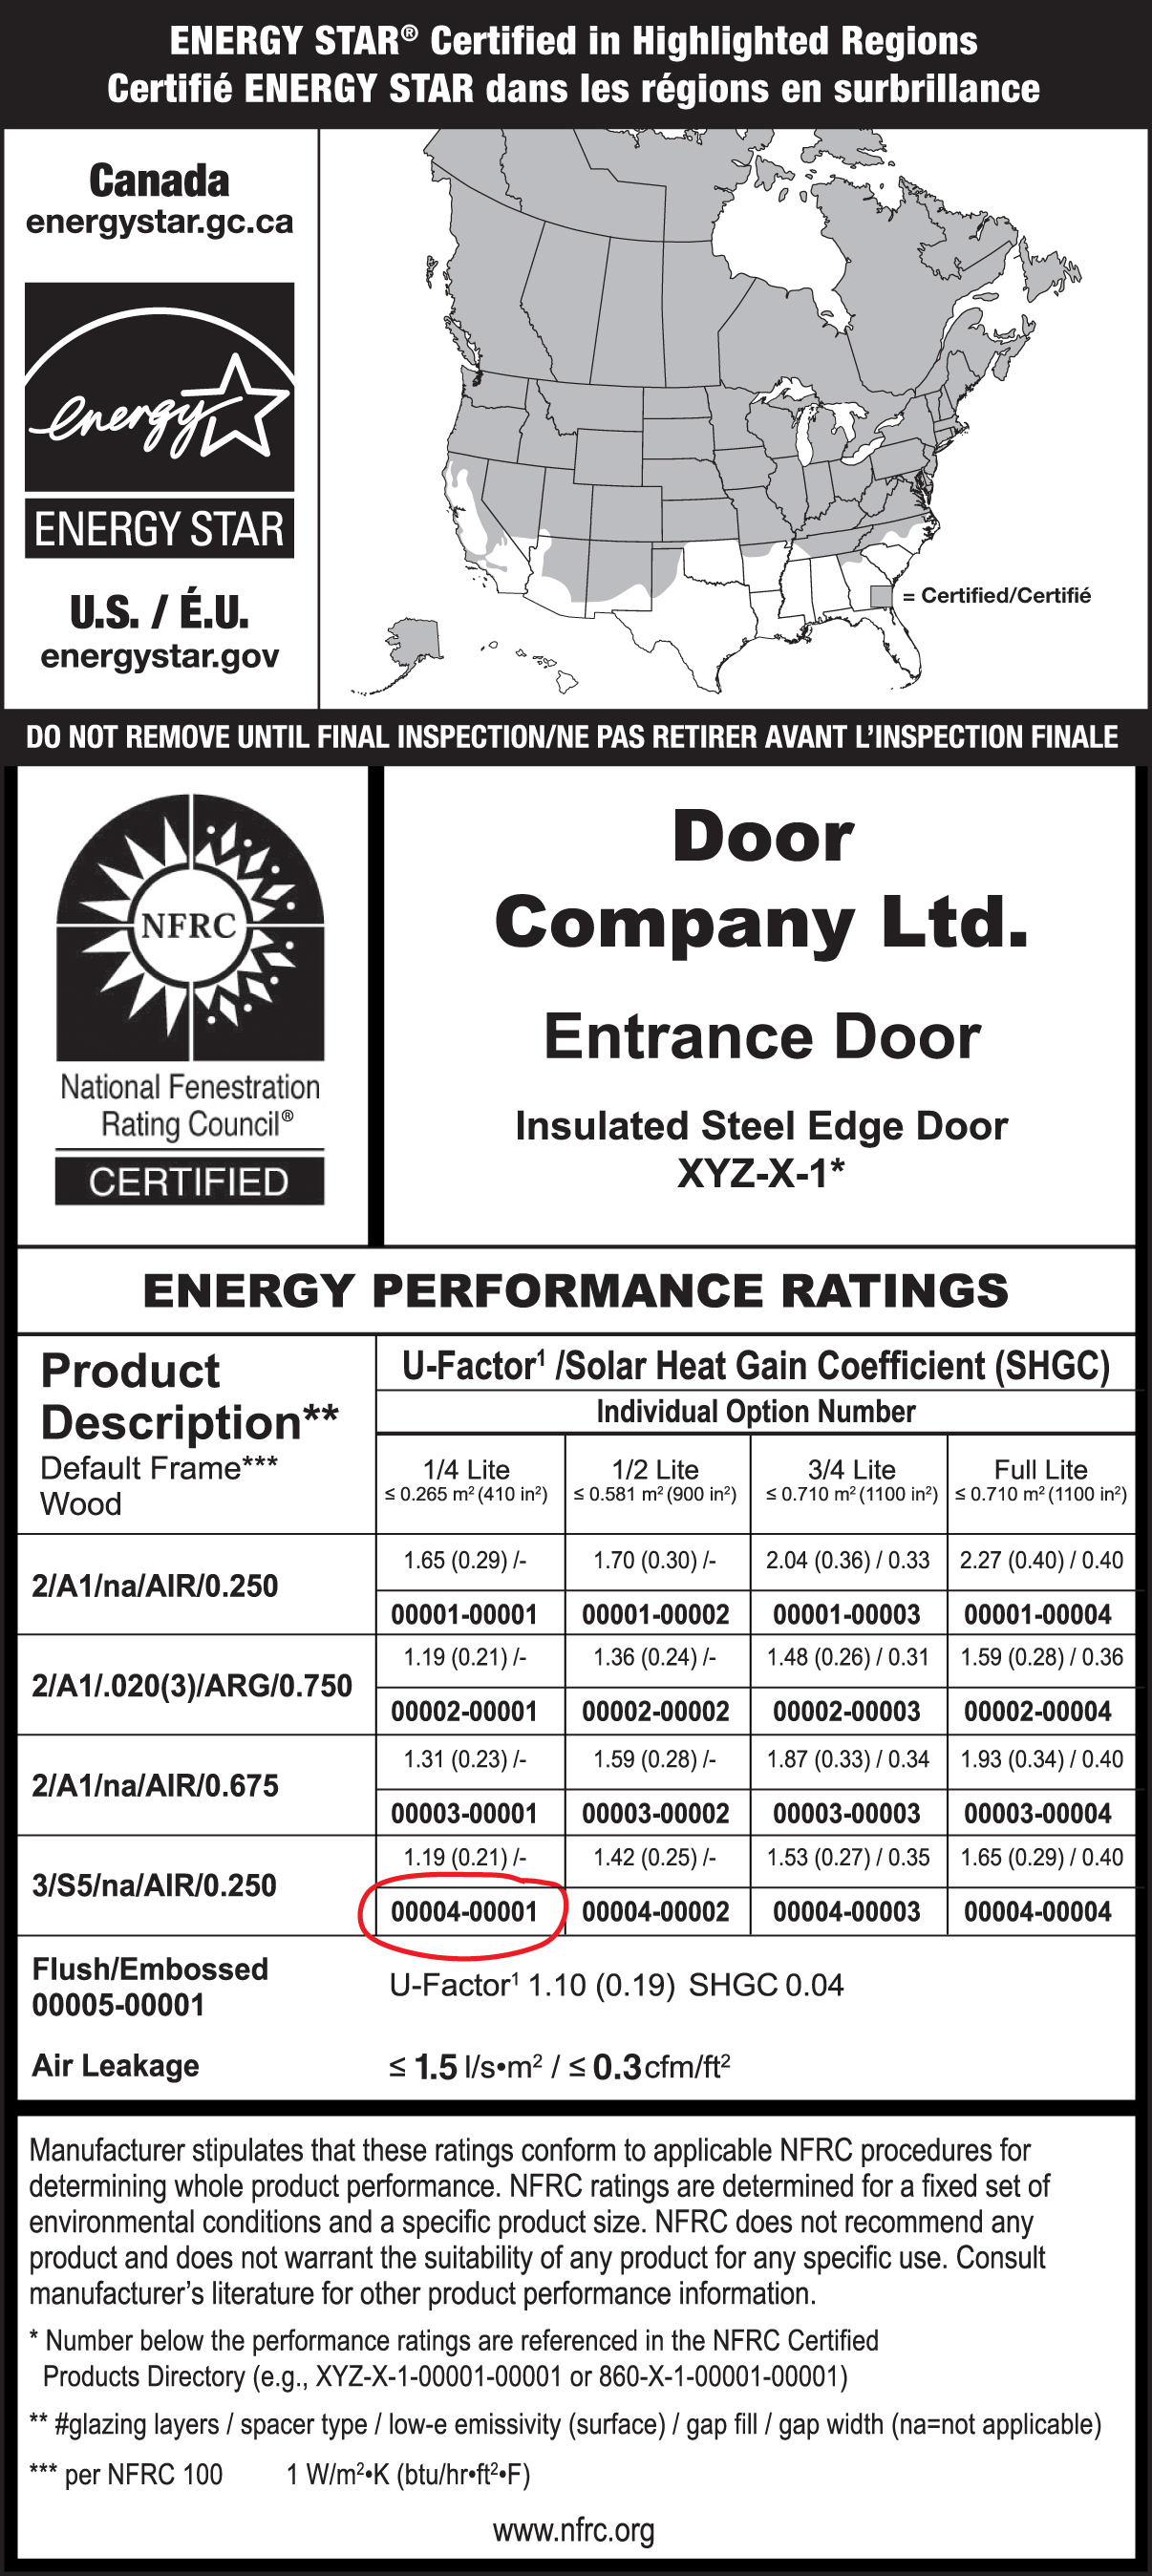 ENERGY STAR® Certified in Highlighted Regions
Certifié ENERGY STAR dans les régions en surbrillance
Canada
energystar.gc.ca
energy
ENERGY STAR
U.S. / É.U.
energystar.gov
= Certified/Certifié
DO NOT REMOVE UNTIL FINAL INSPECTION/NE PAS RETIRER AVANT L’INSPECTION FINALE
NFRC
National Fenestration
Rating Council®
CERTIFIED
Door
Company Ltd.
Entrance Door
Insulated Steel Edge Door
XYZ-X-1*
ENERGY PERFORMANCE RATINGS
Product
Description**
Default Frame***
Wood
U-Factor¹ /Solar Heat Gain Coefficient (SHGC)
Individual Option Number
1/4 Lite 1/2 Lite 3/4 Lite Full Lite
≤ 0.265 m² (410 in²) ≤ 0.581 m² (900 in²) ≤ 0.710 m² (1100 in²) ≤ 0.710 m² (1100 in²)
2/A1/na/AIR/0.250
1.65 (0.29) /- 1.70 (0.30) /- 2.04 (0.36) / 0.33 2.27 (0.40) / 0.40
00001-00001 00001-00002 00001-00003 00001-00004
2/A1/.020(3)/ARG/0.750
1.19 (0.21) /- 1.36 (0.24) /- 1.48 (0.26) / 0.31 1.59 (0.28) / 0.36
00002-00001 00002-00002 00002-00003 00002-00004
2/A1/na/AIR/0.675
1.31 (0.23) /- 1.59 (0.28) /- 1.87 (0.33) / 0.34 1.93 (0.34) / 0.40
00003-00001 00003-00002 00003-00003 00003-00004
3/S5/na/AIR/0.250
1.19 (0.21) /- 1.42 (0.25) /- 1.53 (0.27) / 0.35 1.65 (0.29) / 0.40
00004-00001 00004-00002 00004-00003 00004-00004
Flush/Embossed
00005-00001
U-Factor¹ 1.10 (0.19) SHGC 0.04
Air Leakage ≤ 1.5 l/s•m² / ≤ 0.3 cfm/ft²
Manufacturer stipulates that these ratings conform to applicable NFRC procedures for
determining whole product performance. NFRC ratings are determined for a fixed set of
environmental conditions and a specific product size. NFRC does not recommend any
product and does not warrant the suitability of any product for any specific use. Consult
manufacturer’s literature for other product performance information.
* Number below the performance ratings are referenced in the NFRC Certified
Products Directory (e.g., XYZ-X-1-00001-00001 or 860-X-1-00001-00001)
** #glazing layers / spacer type / low-e emissivity (surface) / gap fill / gap width (na=not applicable)
*** per NFRC 100 1 W/m²•K (btu/hr•ft²•F)
www.nfrc.org